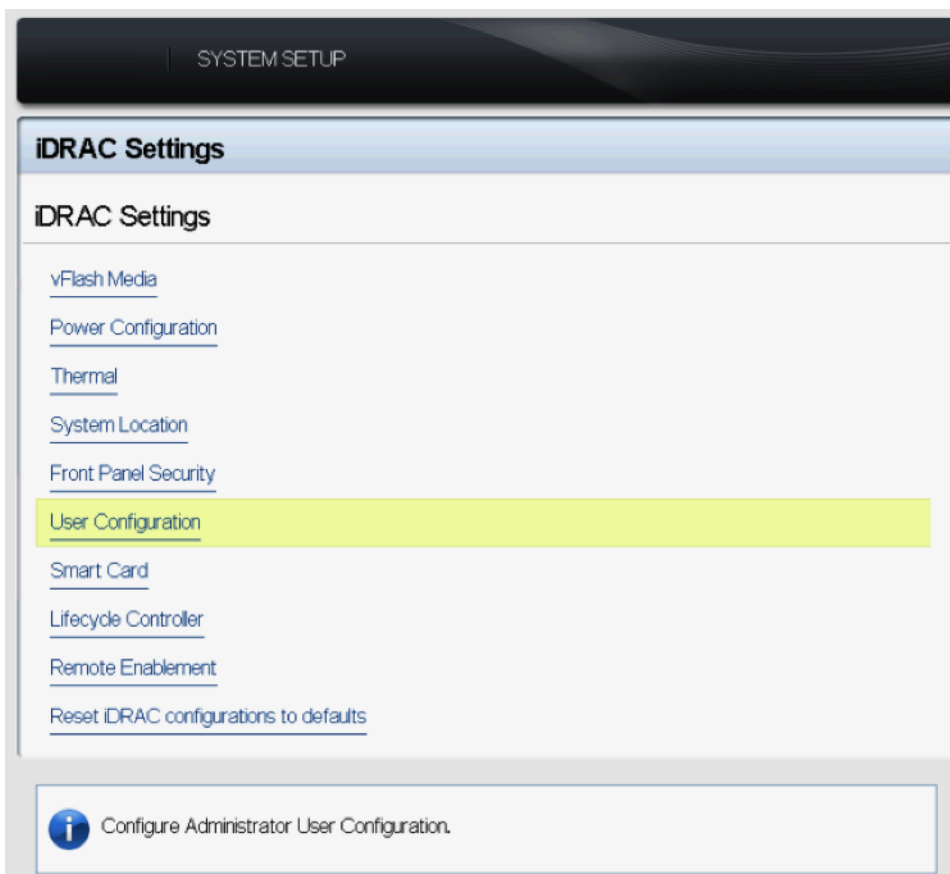 SYSTEM SETUP
iDRAC Settings
iDRAC Settings
vFlash Media
Power Configuration
Thermal
System Location
Front Panel Security
User Configuration
Smart Card
Lifecycle Controller
Remote Enablement
Reset iDRAC configurations to defaults
Configure Administrator User Configuration.